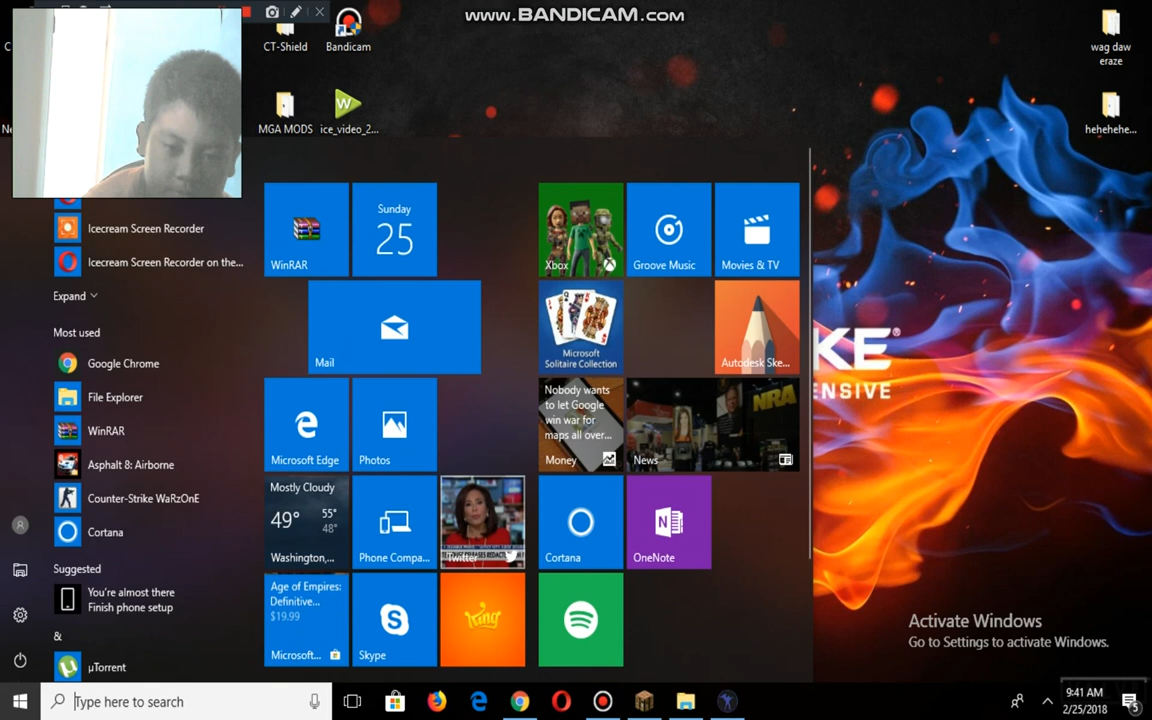 www.BANDICAM.com
CT-Shield
Bandicam
wag daw
eraze
MGA MODS
ice_video_2...
hehehehe...
Icecream Screen Recorder
Icecream Screen Recorder on the...
Expand
Most used
Google Chrome
File Explorer
WinRAR
Asphalt 8: Airborne
Counter-Strike WaRzOnE
Cortana
Suggested
You're almost there
Finish phone setup
&
µTorrent
WinRAR
Sunday
25
Mail
Microsoft Edge
Photos
Mostly Cloudy
49°
55°
48°
Washington,...
Phone Compa...
Twitter
Age of Empires:
Definitive...
$19.99
Microsoft...
Skype
King
Xbox
Groove Music
Movies & TV
Microsoft
Solitaire Collection
Autodesk Ske...
Nobody wants
to let Google
win war for
maps all over...
Money
NRA
News
Cortana
N
OneNote
KE®
ENSIVE
Activate Windows
Go to Settings to activate Windows.
Type here to search
9:41 AM
2/25/2018
5